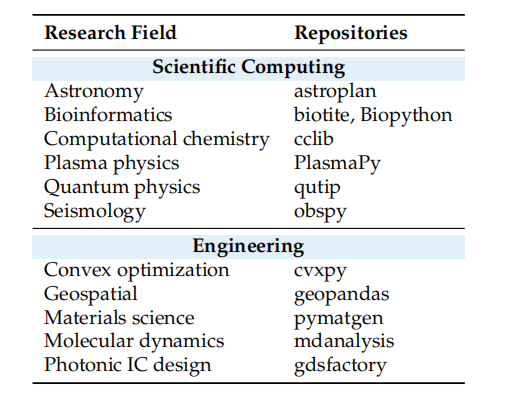 Research Field Repositories
Scientific Computing
Astronomy astroplan
Bioinformatics biotite, Biopython
Computational chemistry cclib
Plasma physics PlasmaPy
Quantum physics qutip
Seismology obspy
Engineering
Convex optimization cvxpy
Geospatial geopandas
Materials science pymatgen
Molecular dynamics mdanalysis
Photonic IC design gdsfactory